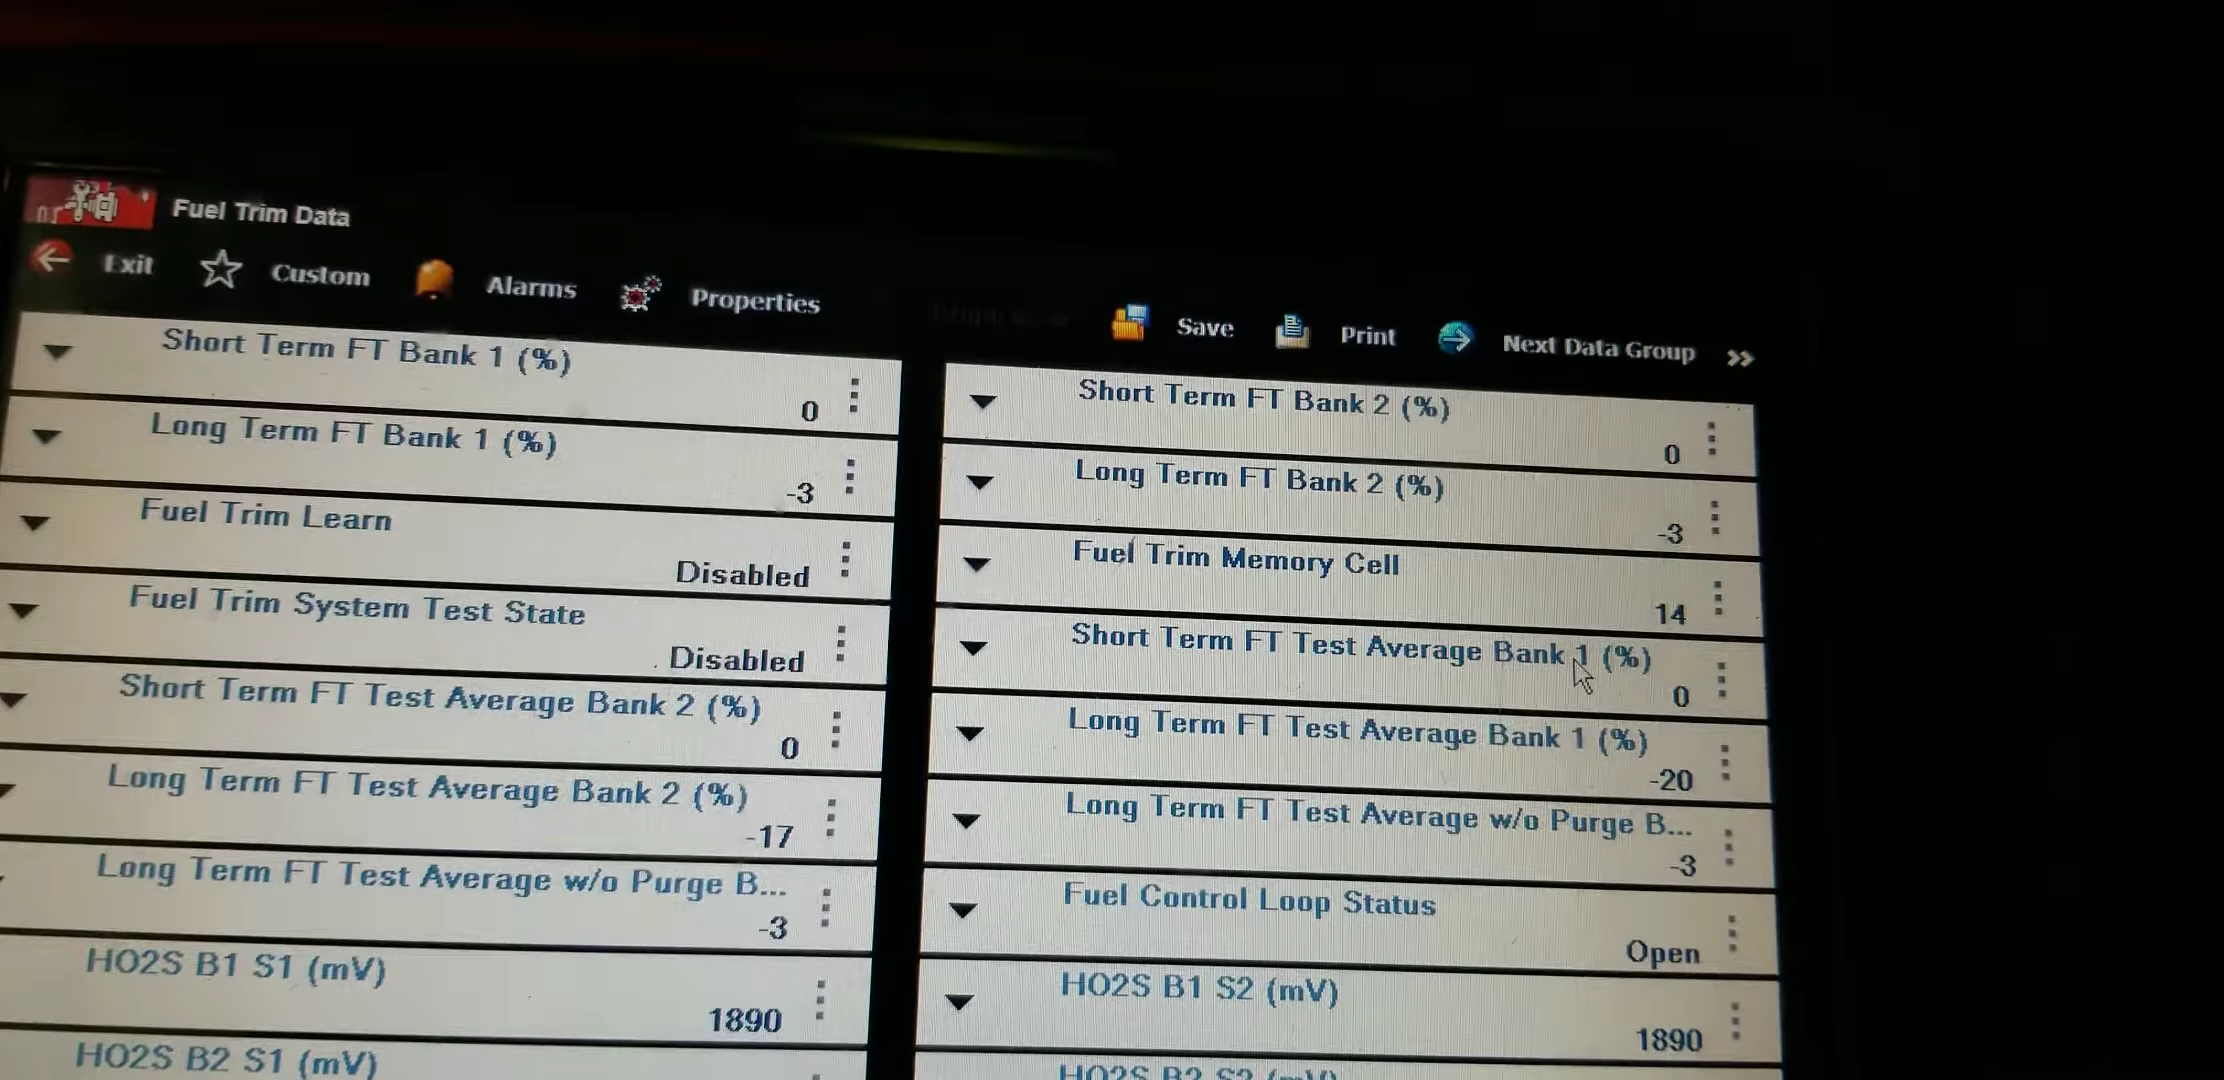 Fuel Trim Data
Exit Custom Alarms Properties Save Print Next Data Group >>
Short Term FT Bank 1 (%)
0
Short Term FT Bank 2 (%)
0
Long Term FT Bank 1 (%)
-3
Long Term FT Bank 2 (%)
-3
Fuel Trim Learn
Disabled
Fuel Trim Memory Cell
14
Fuel Trim System Test State
Disabled
Short Term FT Test Average Bank 1 (%)
0
Short Term FT Test Average Bank 2 (%)
0
Long Term FT Test Average Bank 1 (%)
-20
Long Term FT Test Average Bank 2 (%)
-17
Long Term FT Test Average w/o Purge B...
-3
Long Term FT Test Average w/o Purge B...
-3
Fuel Control Loop Status
Open
HO2S B1 S1 (mV)
1890
HO2S B1 S2 (mV)
1890
HO2S B2 S1 (mV)
HO2S B2 S2 (mV)